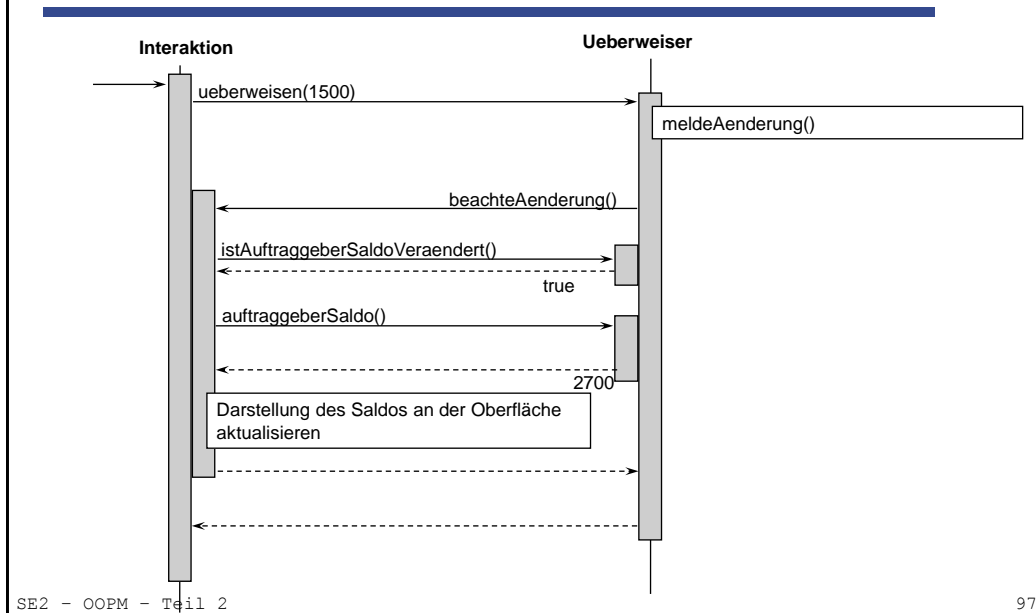 Interaktion
Ueberweiser
ueberweisen(1500)
meldeAenderung()
beachteAenderung()
istAuftraggeberSaldoVeraendert()
true
auftraggeberSaldo()
2700
Darstellung des Saldos an der Oberfläche
aktualisieren
SE2 - OOPM - Teil 2
97